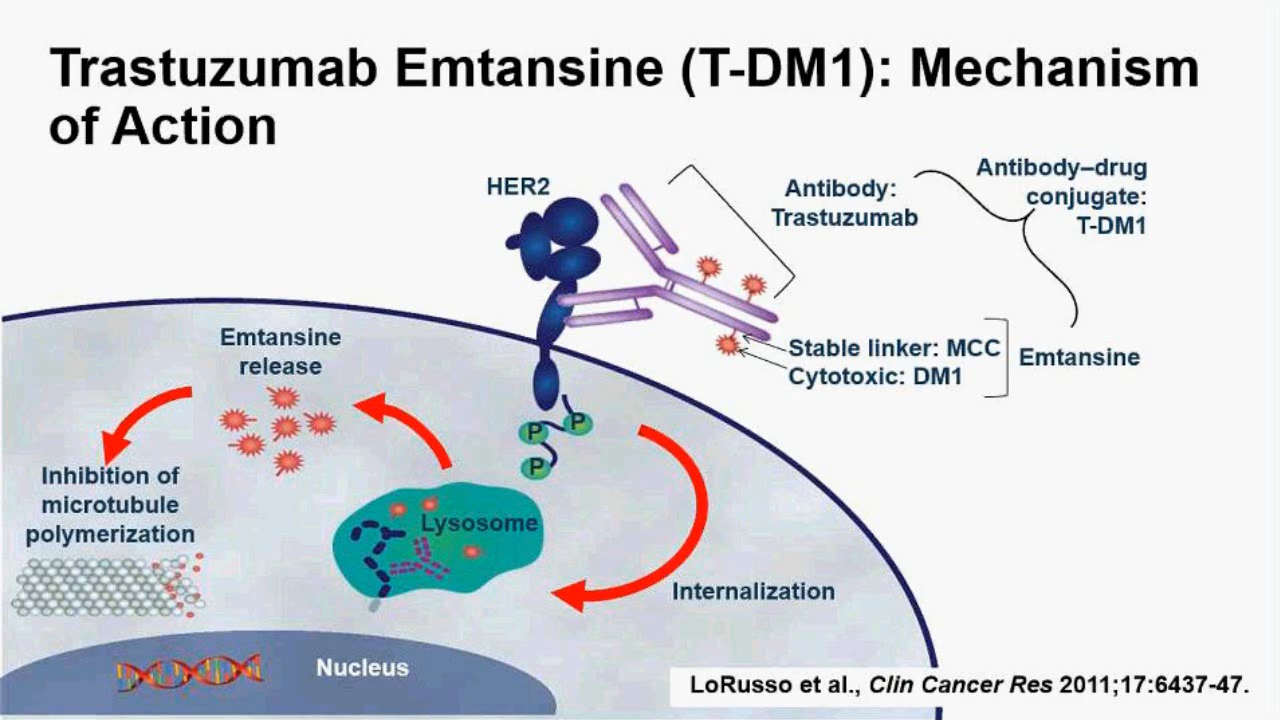 Trastuzumab Emtansine (T-DM1): Mechanism
of Action
HER2
Antibody:
Trastuzumab
Antibody–drug
conjugate:
T-DM1
Stable linker: MCC
Cytotoxic: DM1
Emtansine
Emtansine
release
P
P
P
Inhibition of
microtubule
polymerization
Lysosome
Internalization
Nucleus
LoRusso et al., Clin Cancer Res 2011;17:6437-47.